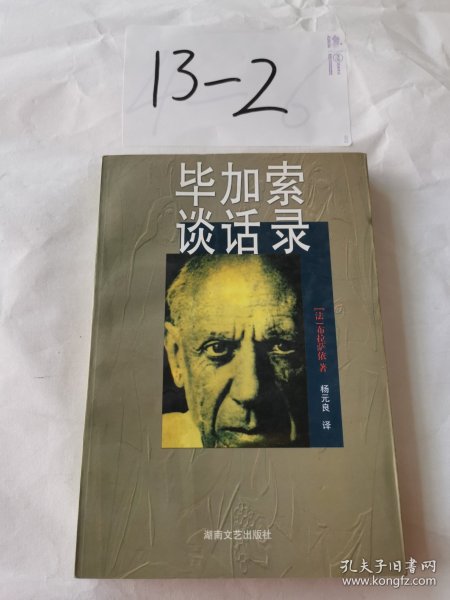 13-2
毕加索
谈话录
[法]布拉萨依 著
杨元良 译
湖南文艺出版社
孔夫子旧书网
www.kongfz.com